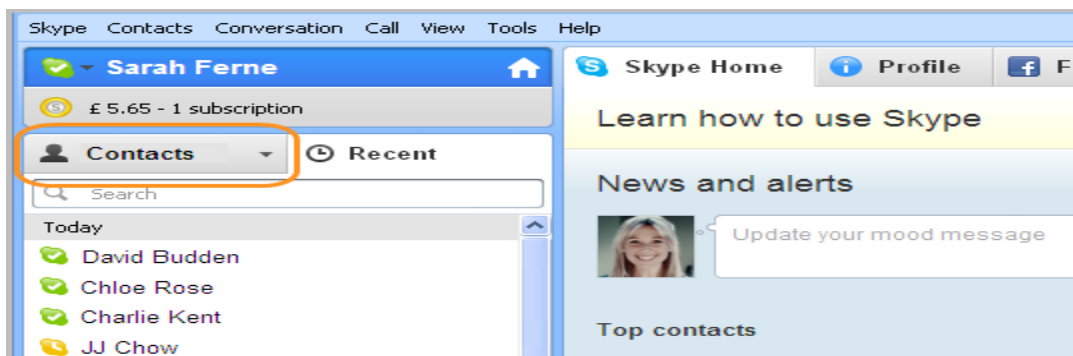 Skype Contacts Conversation Call View Tools Help
Sarah Ferne
£ 5.65 - 1 subscription
Contacts
Recent
Search
Today
David Budden
Chloe Rose
Charlie Kent
JJ Chow
Skype Home
Profile
F
Learn how to use Skype
News and alerts
Update your mood message
Top contacts